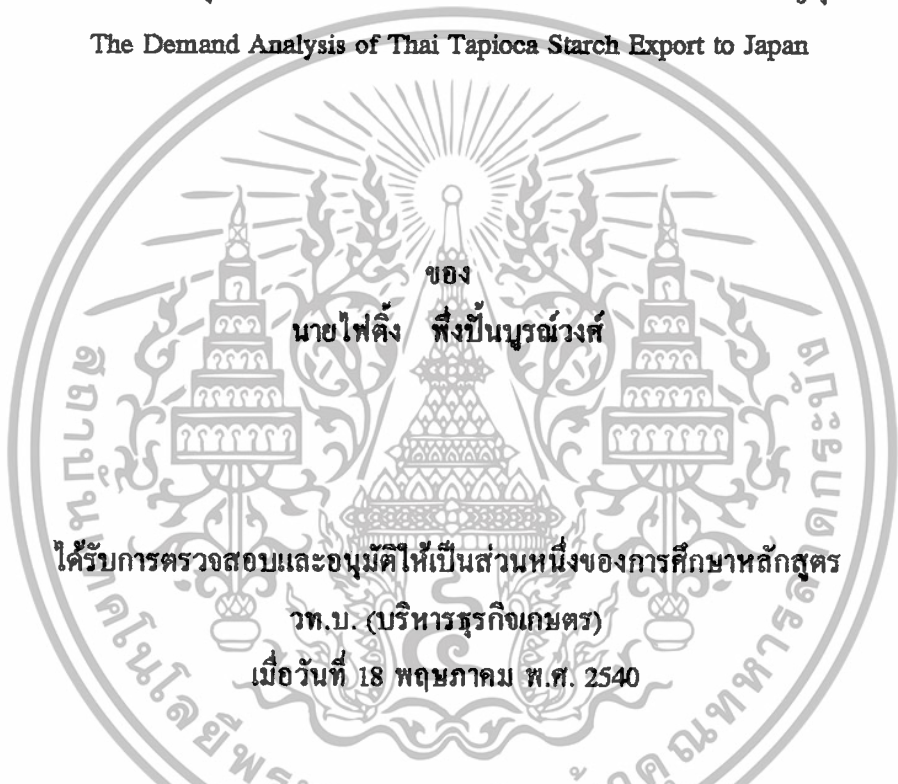 The Demand Analysis of Thai Tapioca Starch Export to Japan
ของ
นายไฟติ้ง พึ่งปั้นบูรณ์วงศ์
ได้รับการตรวจสอบและอนุมัติให้เป็นส่วนหนึ่งของการศึกษาหลักสูตร
วท.บ. (บริหารธุรกิจเกษตร)
เมื่อวันที่ 18 พฤษภาคม พ.ศ. 2540